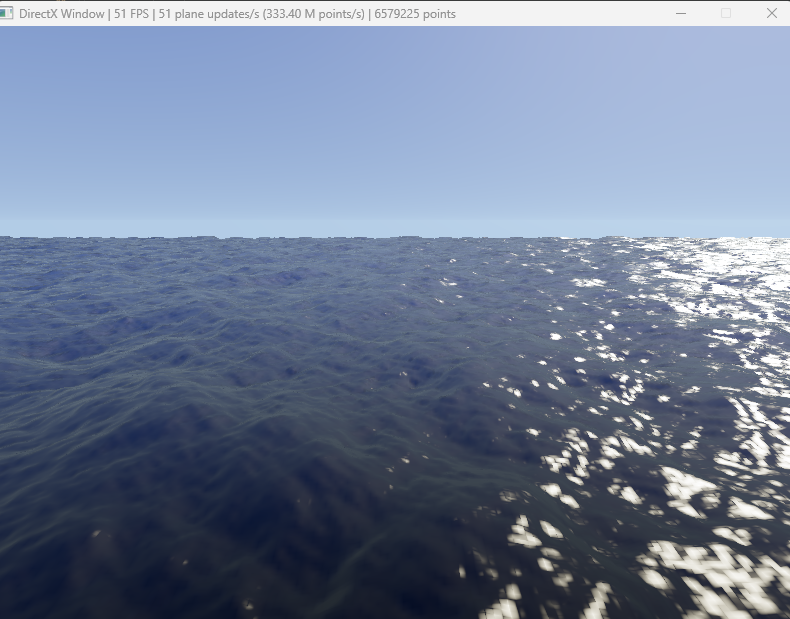 DirectX Window | 51 FPS | 51 plane updates/s (333.40 M points/s) | 6579225 points